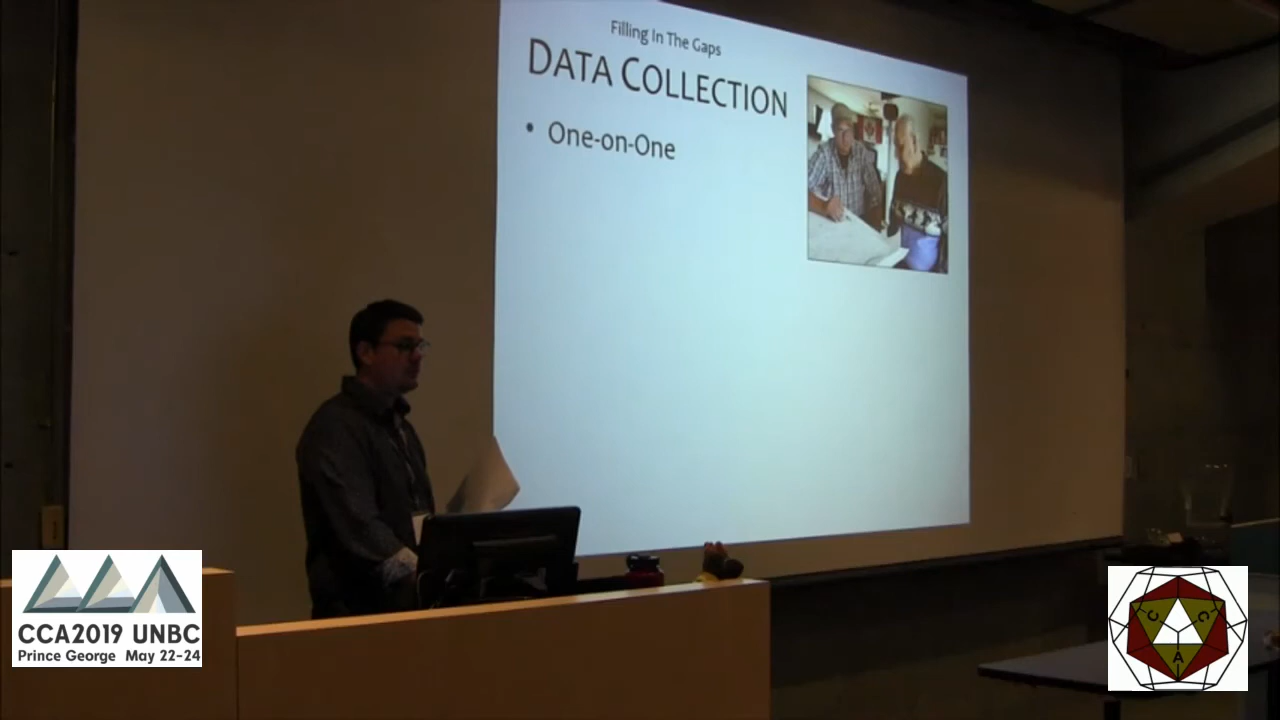 Filling In The Gaps
DATA COLLECTION
• One-on-One
CCA2019 UNBC
Prince George May 22-24
C C
A